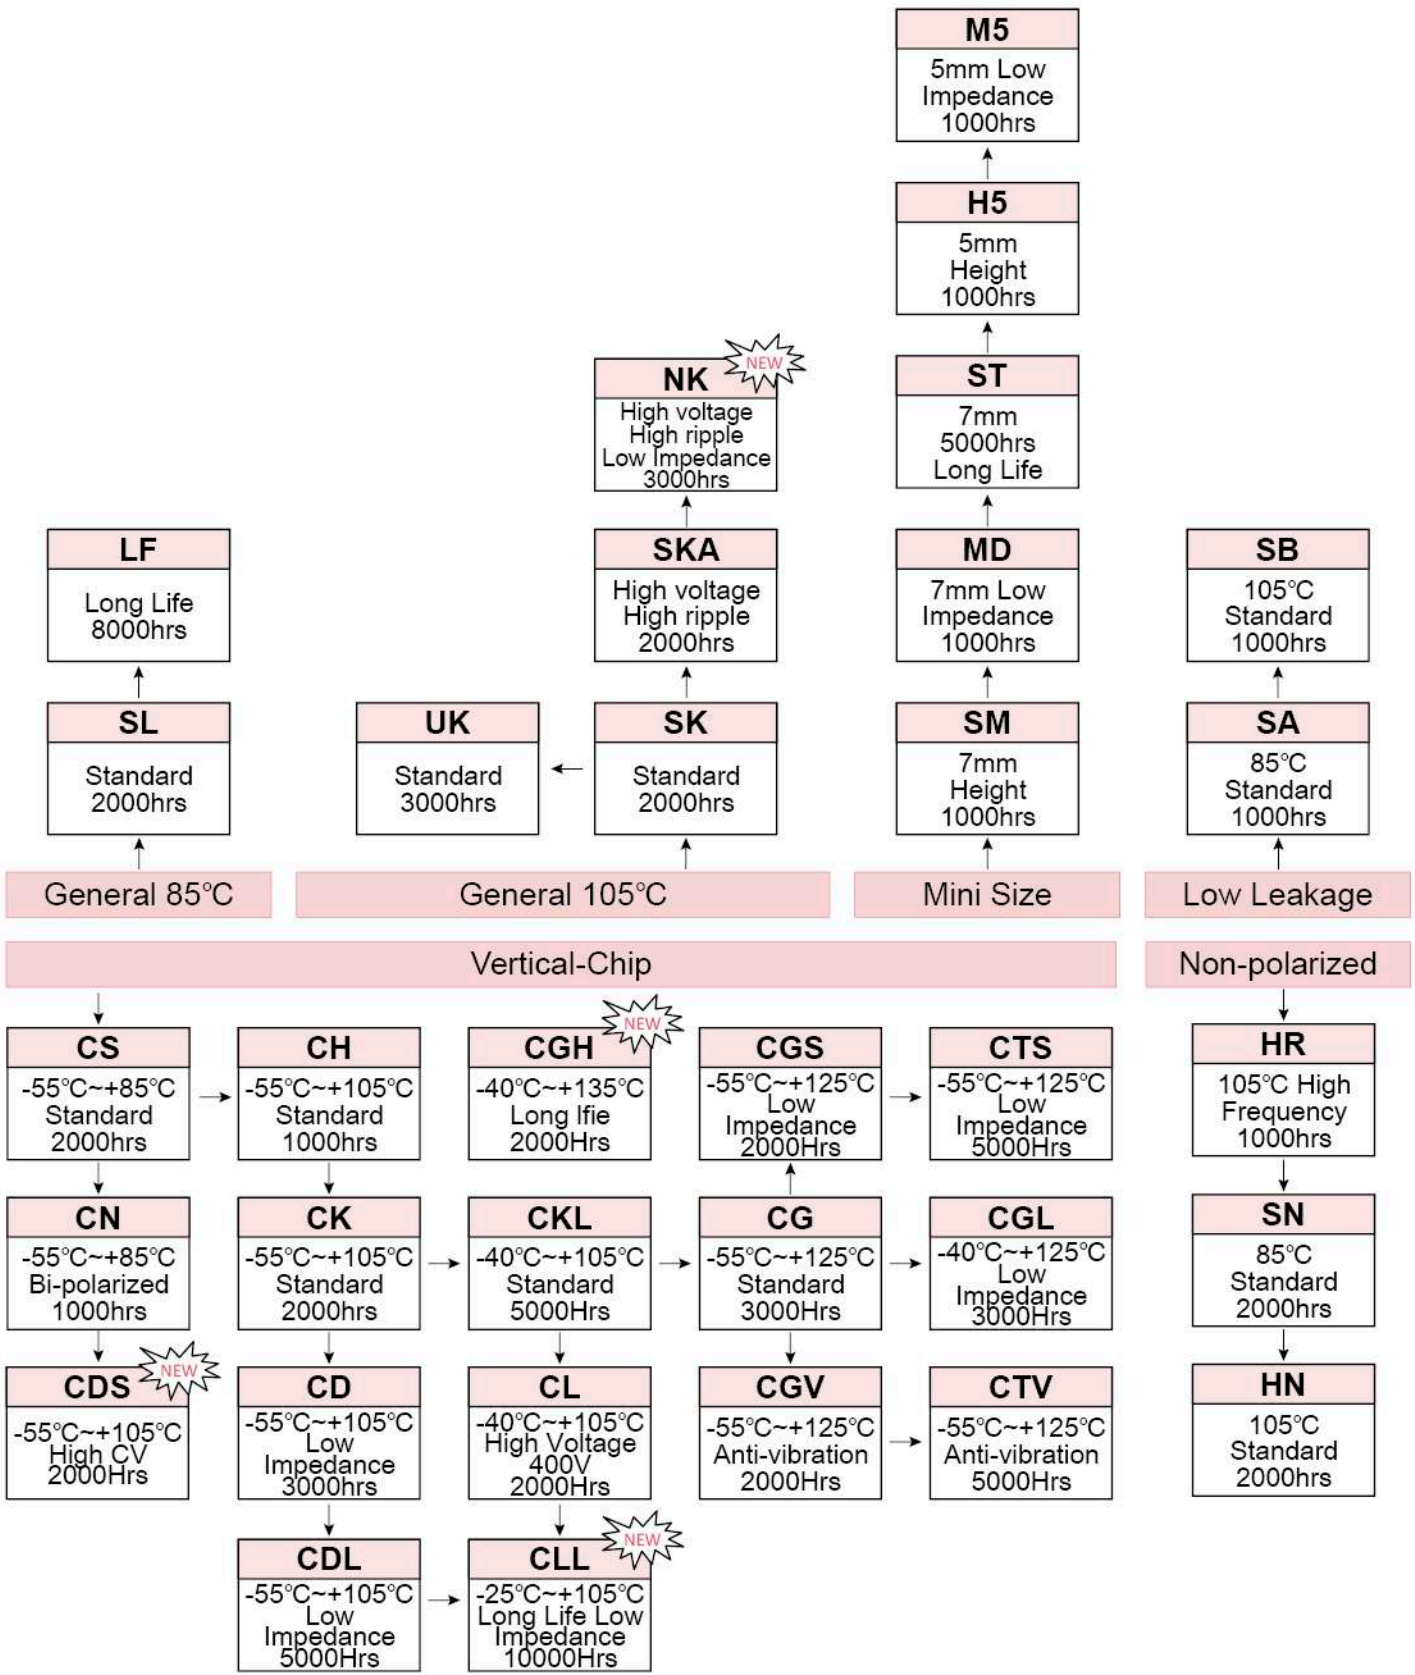 M5
5mm Low
Impedance
1000hrs
H5
5mm
Height
1000hrs
NEW
NK
High voltage
High ripple
Low Impedance
3000hrs
ST
7mm
5000hrs
Long Life
LF
Long Life
8000hrs
SKA
High voltage
High ripple
2000hrs
MD
7mm Low
Impedance
1000hrs
SB
105℃
Standard
1000hrs
SL
Standard
2000hrs
UK
Standard
3000hrs
SK
Standard
2000hrs
SM
7mm
Height
1000hrs
SA
85℃
Standard
1000hrs
General 85℃
General 105℃
Mini Size
Low Leakage
Vertical-Chip
Non-polarized
CS
-55℃~+85℃
Standard
2000hrs
CH
-55℃~+105℃
Standard
1000hrs
NEW
CGH
-40℃~+135℃
Long lfie
2000Hrs
CGS
-55℃~+125℃
Low
Impedance
2000Hrs
CTS
-55℃~+125℃
Low
Impedance
5000Hrs
HR
105℃ High
Frequency
1000hrs
CN
-55℃~+85℃
Bi-polarized
1000hrs
CK
-55℃~+105℃
Standard
2000hrs
CKL
-40℃~+105℃
Standard
5000Hrs
CG
-55℃~+125℃
Standard
3000Hrs
CGL
-40℃~+125℃
Low
Impedance
3000Hrs
SN
85℃
Standard
2000hrs
NEW
CDS
-55℃~+105℃
High CV
2000Hrs
CD
-55℃~+105℃
Low
Impedance
3000hrs
CL
-40℃~+105℃
High Voltage
400V
2000Hrs
CGV
-55℃~+125℃
Anti-vibration
2000Hrs
CTV
-55℃~+125℃
Anti-vibration
5000Hrs
HN
105℃
Standard
2000hrs
CDL
-55℃~+105℃
Low
Impedance
5000Hrs
NEW
CLL
-25℃~+105℃
Long Life Low
Impedance
10000Hrs